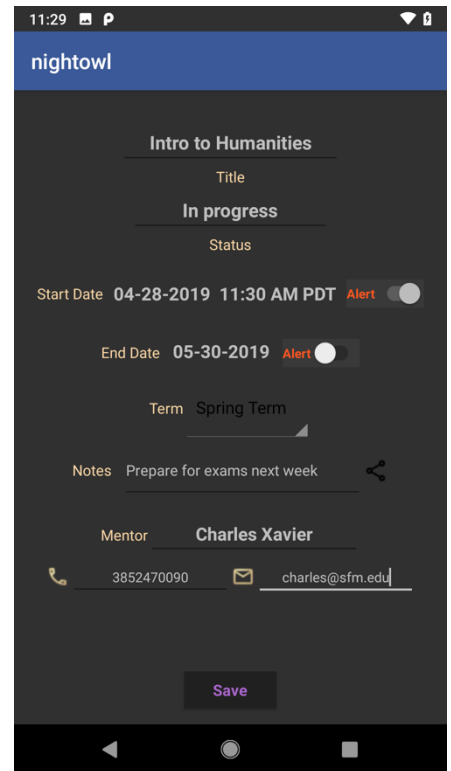 11:29
nightowl
Intro to Humanities
Title
In progress
Status
Start Date 04-28-2019 11:30 AM PDT Alert
End Date 05-30-2019 Alert
Term Spring Term
Notes Prepare for exams next week
Mentor Charles Xavier
3852470090 charles@sfm.edu
Save